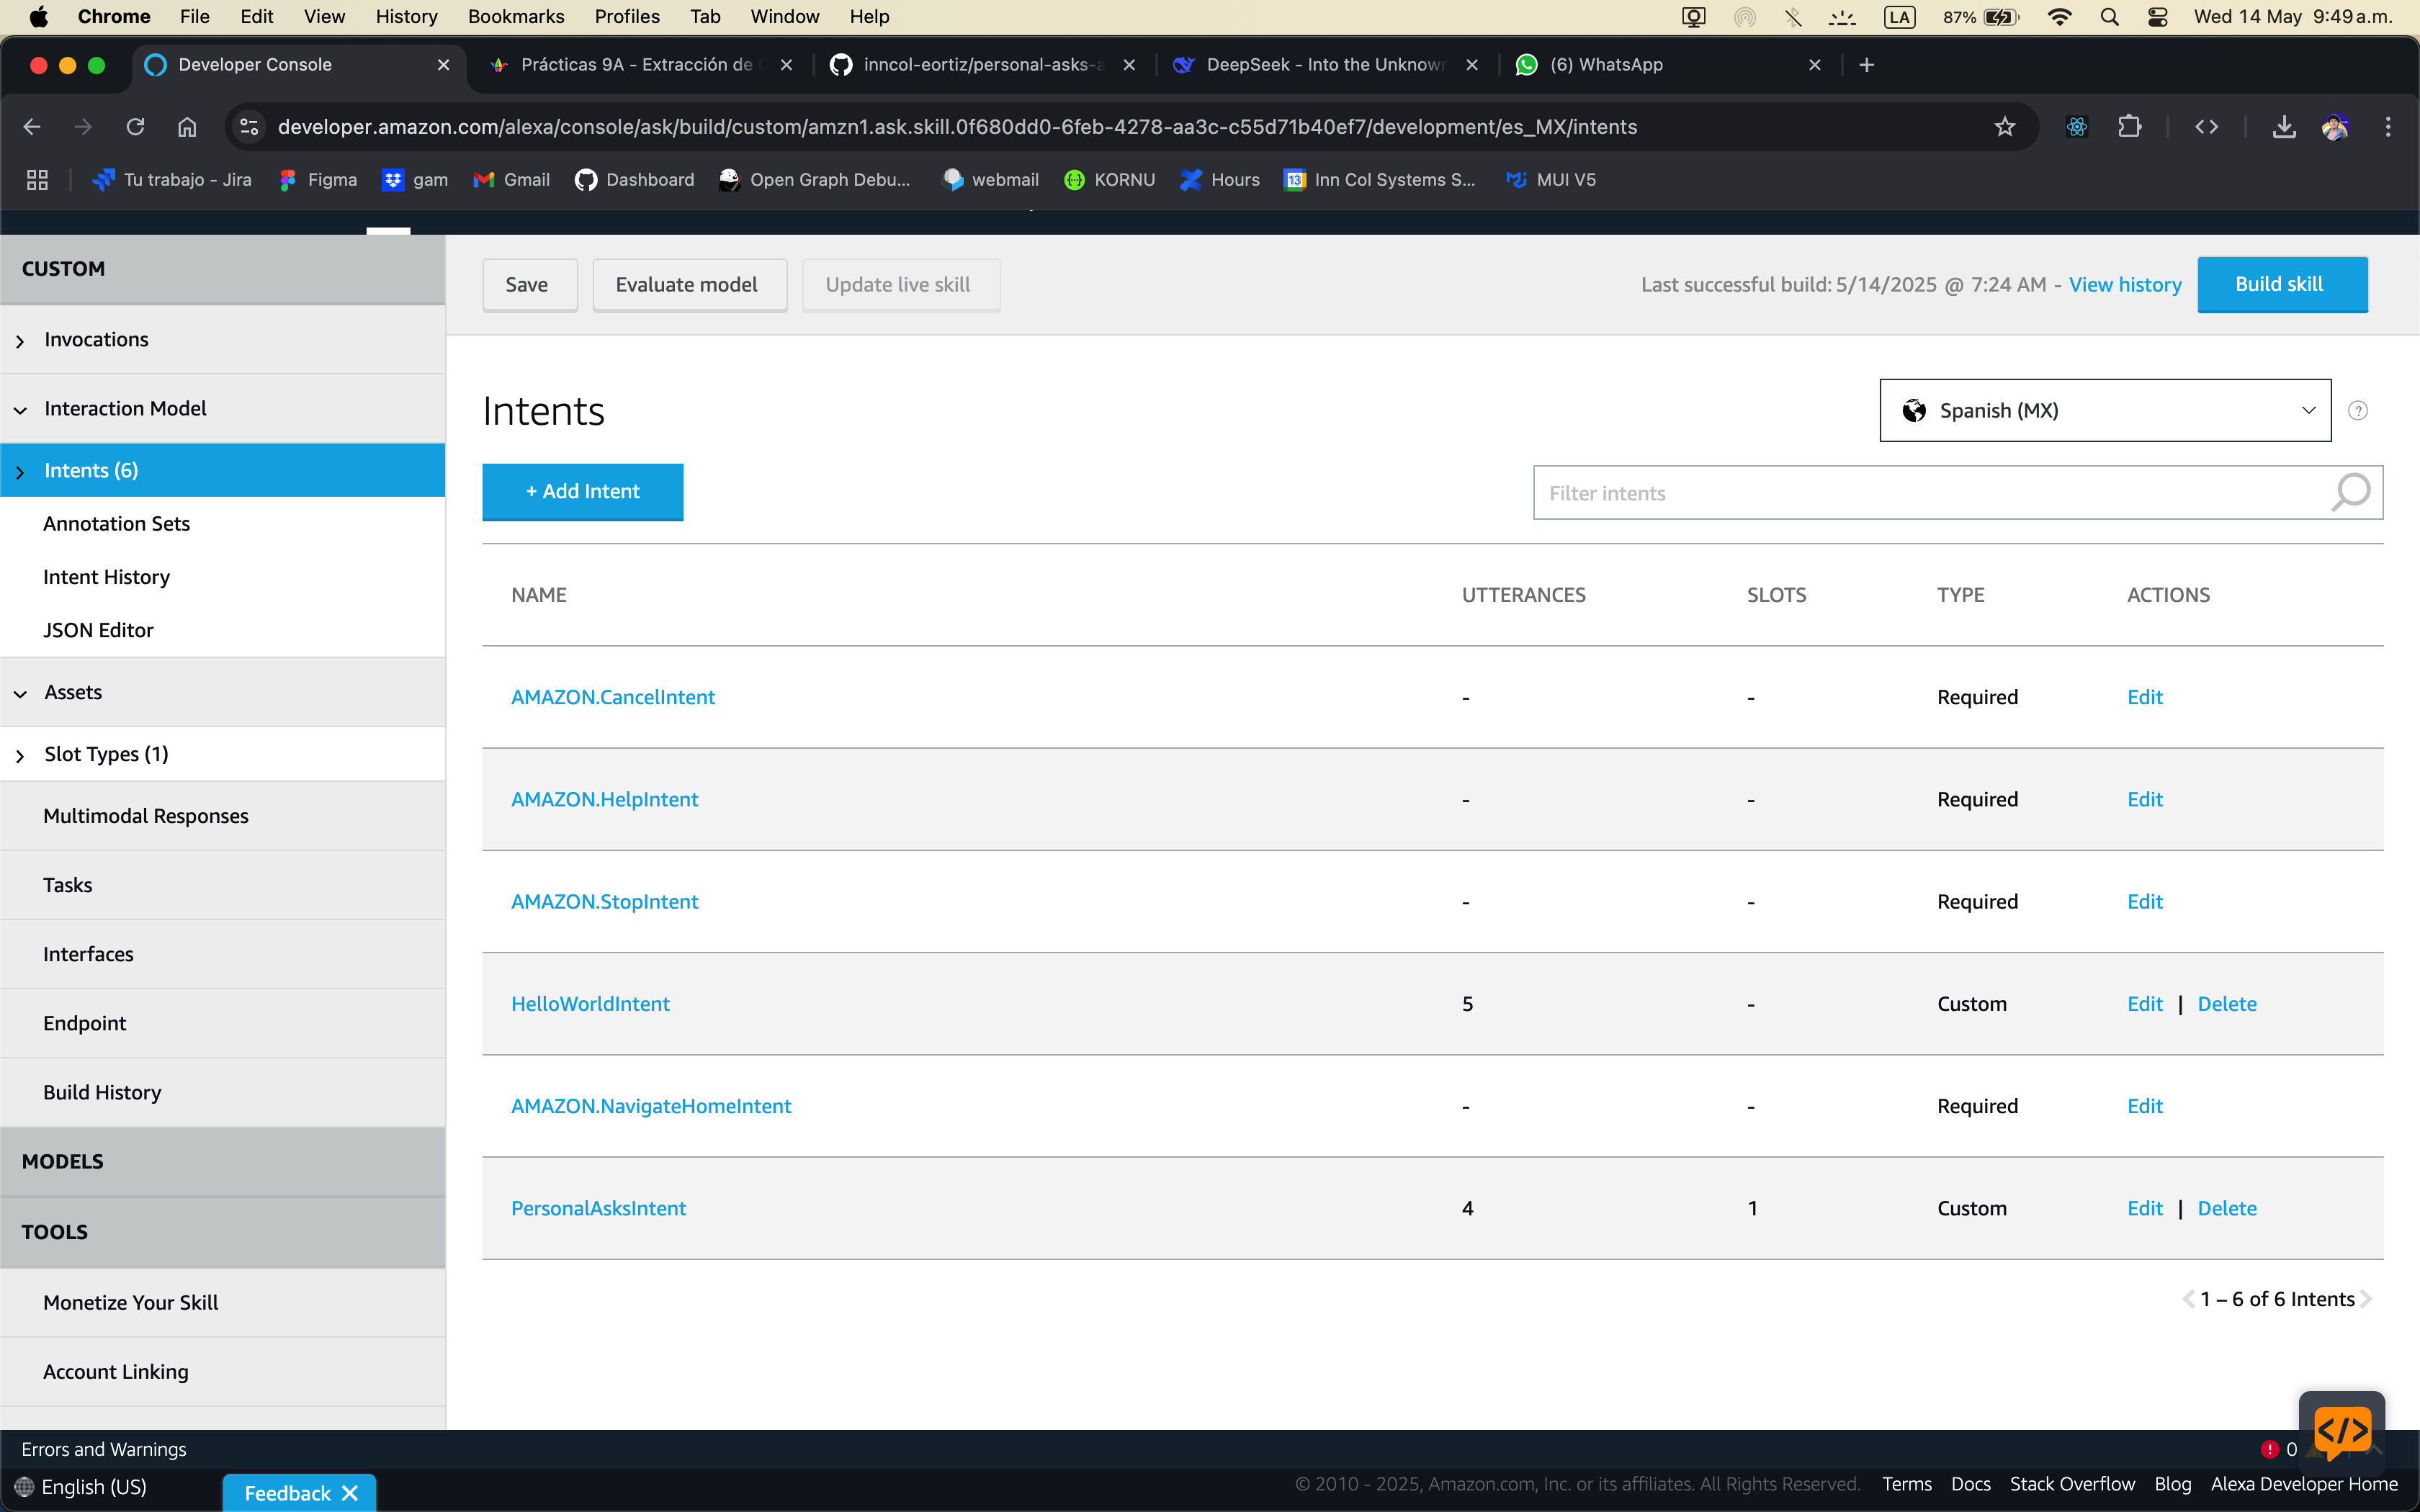 Chrome File Edit View History Bookmarks Profiles Tab Window Help LA 87% Wed 14 May 9:49 a.m.
Developer Console Prácticas 9A - Extracción de inncol-eortiz/personal-asks-a DeepSeek - Into the Unknown (6) WhatsApp
developer.amazon.com/alexa/console/ask/build/custom/amzn1.ask.skill.0f680dd0-6feb-4278-aa3c-c55d71b40ef7/development/es_MX/intents
Tu trabajo - Jira Figma gam Gmail Dashboard Open Graph Debu... webmail KORNU Hours 13 Inn Col Systems S... MUI V5
CUSTOM
Invocations
Interaction Model
Intents (6)
Annotation Sets
Intent History
JSON Editor
Assets
Slot Types (1)
Multimodal Responses
Tasks
Interfaces
Endpoint
Build History
MODELS
TOOLS
Monetize Your Skill
Account Linking
Save Evaluate model Update live skill Last successful build: 5/14/2025 @ 7:24 AM - View history Build skill
Intents Spanish (MX) ?
+ Add Intent Filter intents
NAME UTTERANCES SLOTS TYPE ACTIONS
AMAZON.CancelIntent - - Required Edit
AMAZON.HelpIntent - - Required Edit
AMAZON.StopIntent - - Required Edit
HelloWorldIntent 5 - Custom Edit | Delete
AMAZON.NavigateHomeIntent - - Required Edit
PersonalAsksIntent 4 1 Custom Edit | Delete
1 – 6 of 6 Intents
Errors and Warnings 0
English (US) Feedback © 2010 - 2025, Amazon.com, Inc. or its affiliates. All Rights Reserved. Terms Docs Stack Overflow Blog Alexa Developer Home